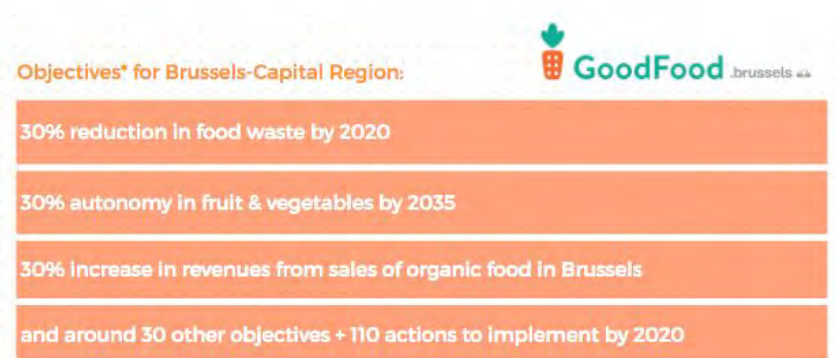 Objectives* for Brussels-Capital Region:
GoodFood .brussels
30% reduction in food waste by 2020
30% autonomy in fruit & vegetables by 2035
30% increase in revenues from sales of organic food in Brussels
and around 30 other objectives + 110 actions to implement by 2020